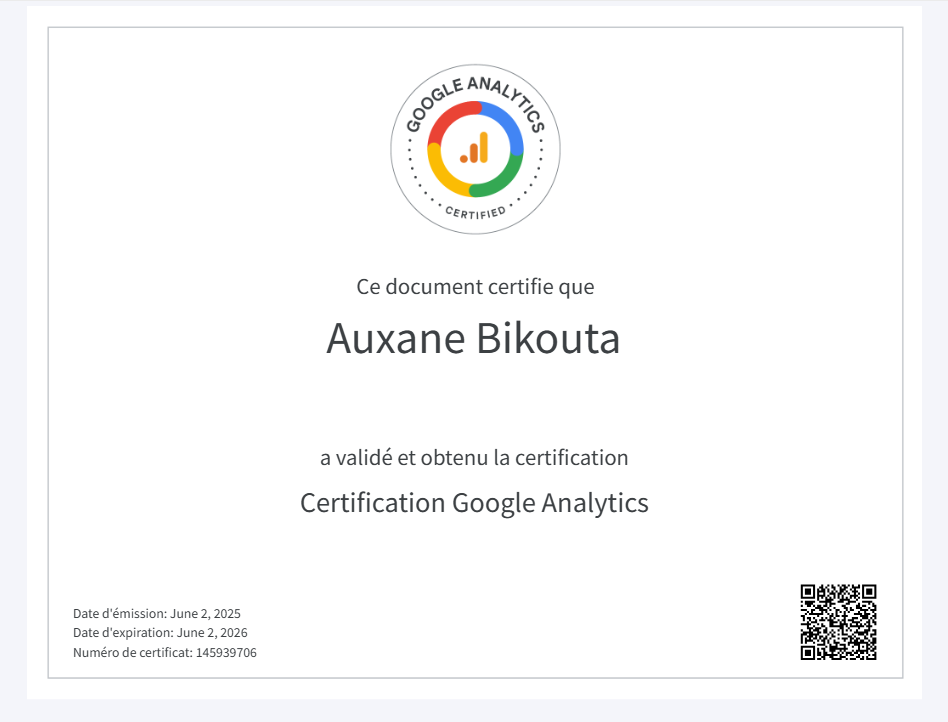 GOOGLE ANALYTICS
CERTIFIED
Ce document certifie que
Auxane Bikouta
a validé et obtenu la certification
Certification Google Analytics
Date d'émission: June 2, 2025
Date d'expiration: June 2, 2026
Numéro de certificat: 145939706